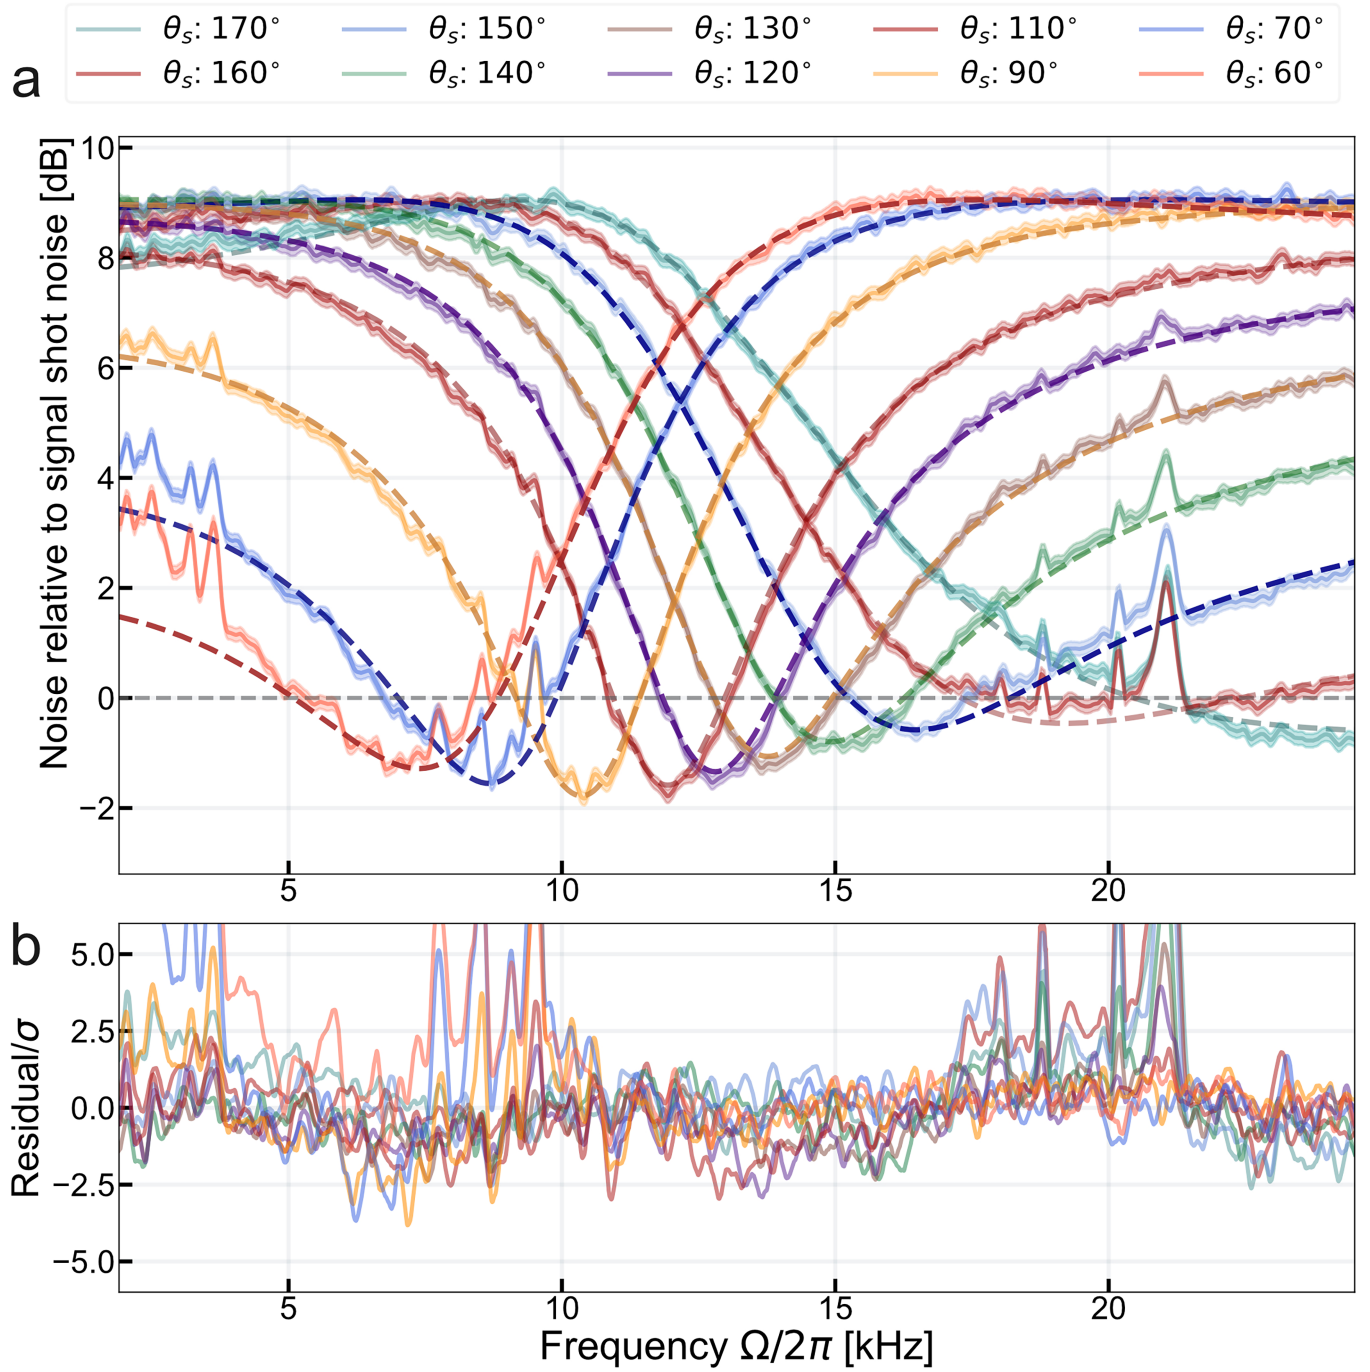 θs: 170° θs: 150° θs: 130° θs: 110° θs: 70°
θs: 160° θs: 140° θs: 120° θs: 90° θs: 60°
a
Noise relative to signal shot noise [dB]
10
8
6
4
2
0
−2
5 10 15 20
b
Residual/σ
5.0
2.5
0.0
−2.5
−5.0
5 10 15 20
Frequency Ω/2π [kHz]